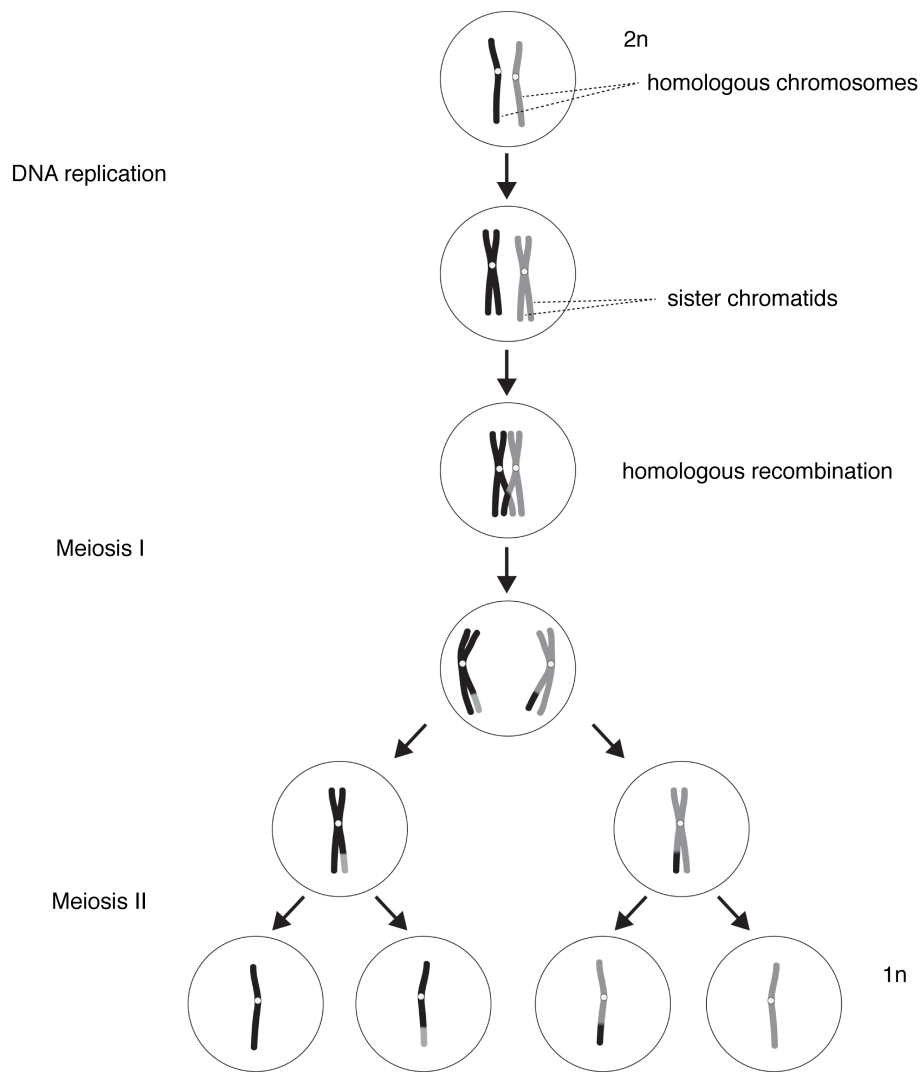 2n
homologous chromosomes
DNA replication
sister chromatids
homologous recombination
Meiosis I
Meiosis II
1n